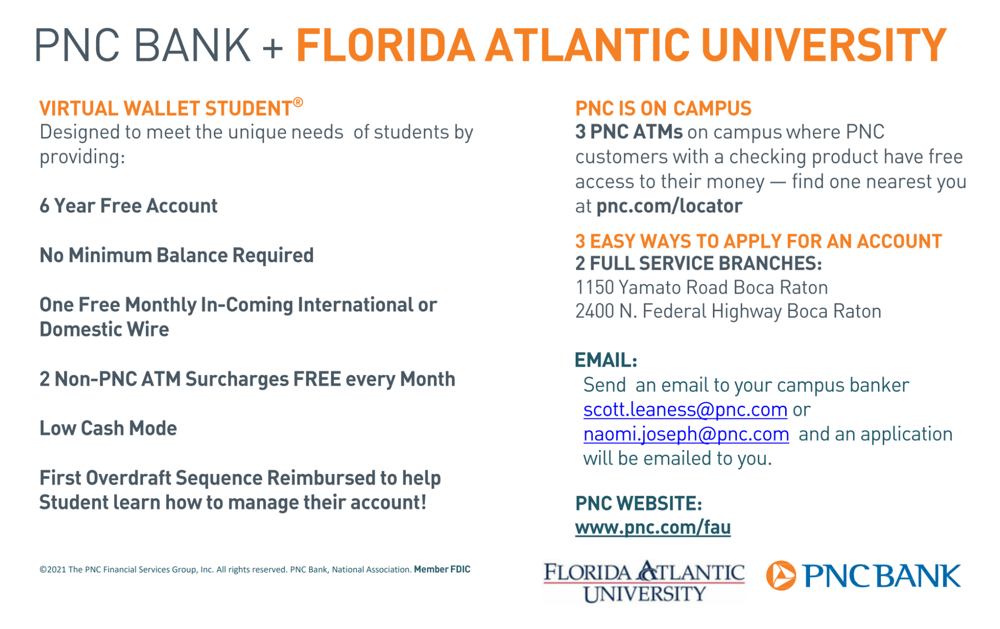 PNC BANK + FLORIDA ATLANTIC UNIVERSITY
VIRTUAL WALLET STUDENT®
Designed to meet the unique needs of students by
providing:
6 Year Free Account
No Minimum Balance Required
One Free Monthly In-Coming International or
Domestic Wire
2 Non-PNC ATM Surcharges FREE every Month
Low Cash Mode
First Overdraft Sequence Reimbursed to help
Student learn how to manage their account!
©2021 The PNC Financial Services Group, Inc. All rights reserved. PNC Bank, National Association. Member FDIC
PNC IS ON CAMPUS
3 PNC ATMs on campus where PNC
customers with a checking product have free
access to their money — find one nearest you
at pnc.com/locator
3 EASY WAYS TO APPLY FOR AN ACCOUNT
2 FULL SERVICE BRANCHES:
1150 Yamato Road Boca Raton
2400 N. Federal Highway Boca Raton
EMAIL:
Send an email to your campus banker
scott.leaness@pnc.com or
naomi.joseph@pnc.com and an application
will be emailed to you.
PNC WEBSITE:
www.pnc.com/fau
FLORIDA ATLANTIC
UNIVERSITY
PNC BANK